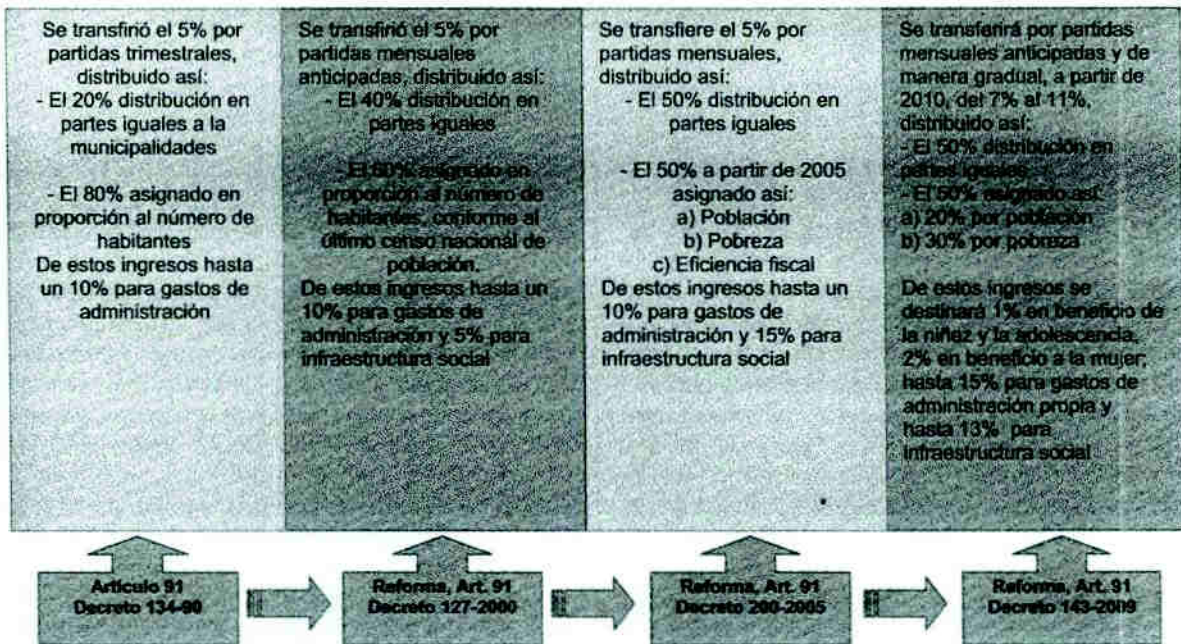 Se transfirió el 5% por
partidas trimestrales,
distribuido así:
- El 20% distribución en
partes iguales a la
municipalidades
- El 80% asignado en
proporción al número de
habitantes
De estos ingresos hasta
un 10% para gastos de
administración
Se transfirió el 5% por
partidas mensuales
anticipadas, distribuido así:
- El 40% distribución en
partes iguales
- El 60% asignado en
proporción al número de
habitantes, conforme al
último censo nacional de
población.
De estos ingresos hasta un
10% para gastos de
administración y 5% para
infraestructura social
Se transfiere el 5% por
partidas mensuales,
distribuido así:
- El 50% distribución en
partes iguales
- El 50% a partir de 2005
asignado así:
a) Población
b) Pobreza
c) Eficiencia fiscal
De estos ingresos hasta un
10% para gastos de
administración y 15% para
infraestructura social
Se transferirá por partidas
mensuales anticipadas y de
manera gradual, a partir de
2010, del 7% al 11%,
distribuido así:
- El 50% distribución en
partes iguales
- El 50% asignado así:
a) 20% por población
b) 30% por pobreza
De estos ingresos se
destinará 1% en beneficio de
la niñez y la adolescencia,
2% en beneficio a la mujer;
hasta 15% para gastos de
administración propia y
hasta 13% para
infraestructura social
Artículo 91
Decreto 134-90
Reforma, Art. 91
Decreto 127-2000
Reforma, Art. 91
Decreto 200-2005
Reforma, Art. 91
Decreto 143-2009